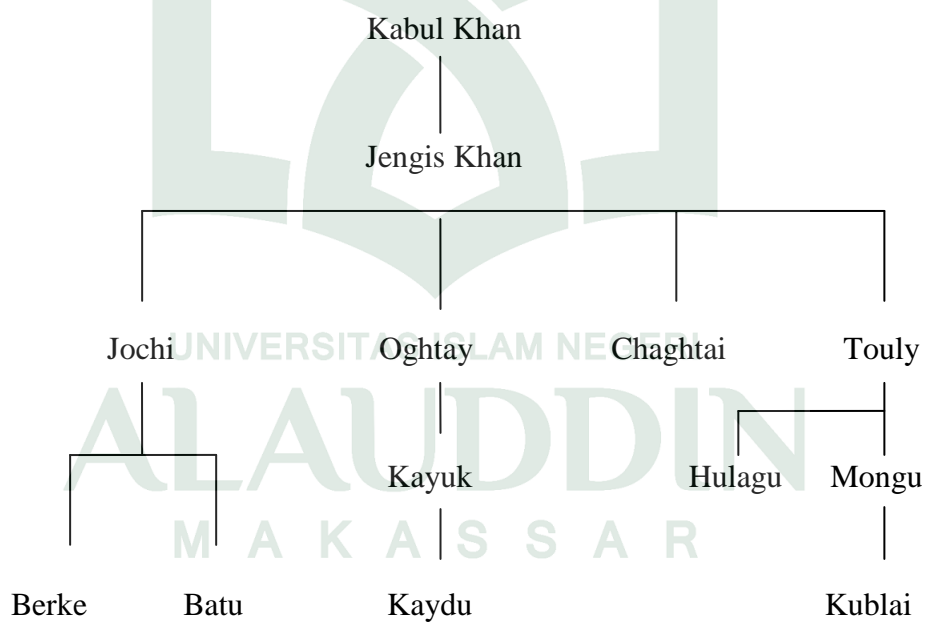 Kabul Khan
Jengis Khan
Jochi Oghtay Chaghtai Touly
UNIVERSITAS ISLAM NEGERI
ALAUDDIN
Kayuk Hulagu Mongu
MAKASSAR
Berke Batu Kaydu Kublai